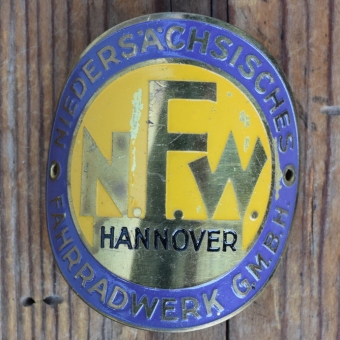 NIEDERSÄCHSISCHES
N.F.W.
HANNOVER
FAHRRADWERK G.M.B.H.